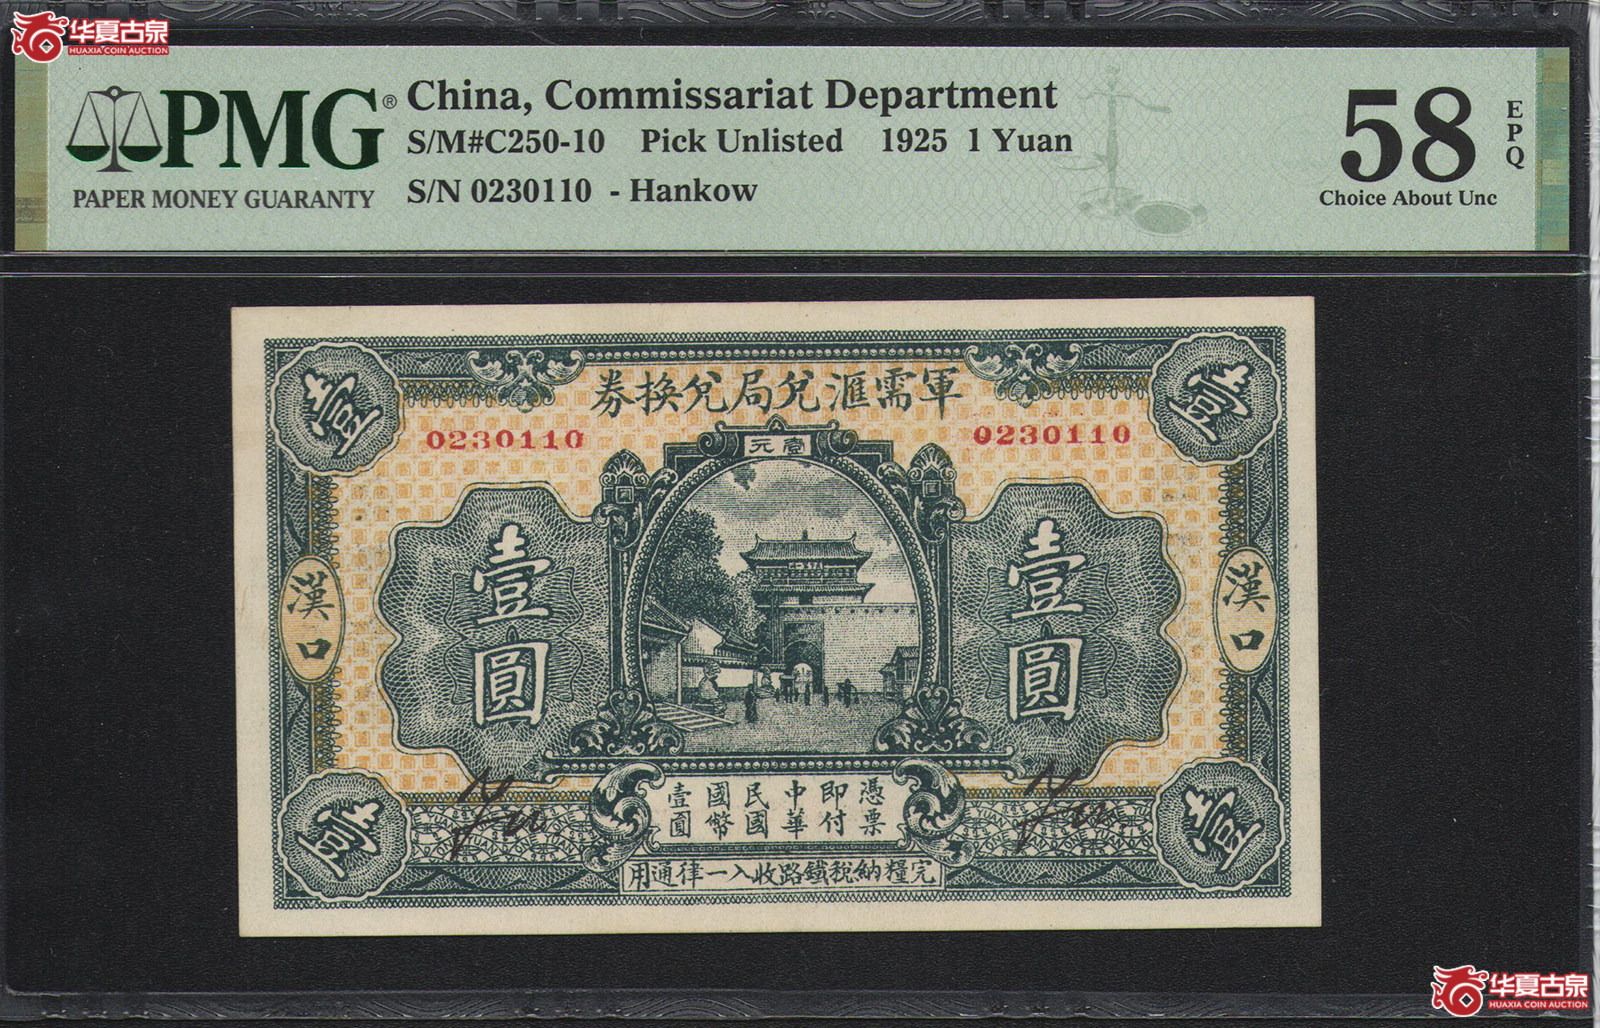 华夏古泉
HUAXIA COIN AUCTION
PMG®
PAPER MONEY GUARANTY
China, Commissariat Department
S/M#C250-10 Pick Unlisted 1925 1 Yuan
S/N 0230110 - Hankow
58
EPQ
Choice About Unc
軍需滙兌局兌換券
0230110
0230110
壹元
壹
壹
壹圓
壹圓
漢口
漢口
憑票
即付
中華
民國
國幣
壹圓
完糧納稅鐵路收入一律通用
壹
壹
华夏古泉
HUAXIA COIN AUCTION